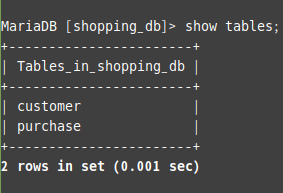 MariaDB [shopping_db]> show tables;
+-----------------------+
| Tables_in_shopping_db |
+-----------------------+
| customer              |
| purchase              |
+-----------------------+
2 rows in set (0.001 sec)